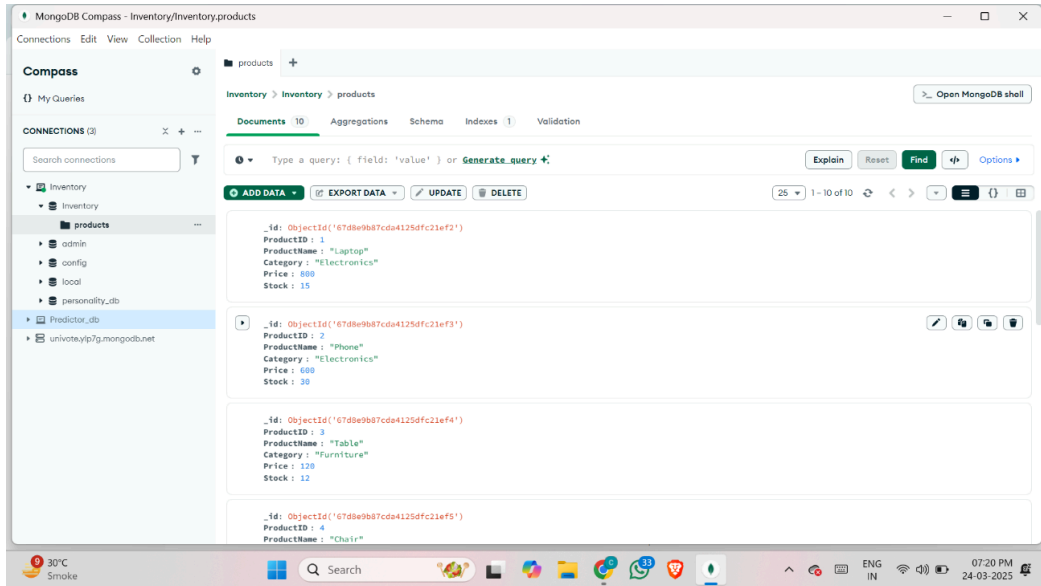 MongoDB Compass - Inventory/Inventory.products
Connections Edit View Collection Help
Compass
{} My Queries
CONNECTIONS (3)
Search connections
Inventory
Inventory
products
admin
config
local
personality_db
Predictor_db
univote.ylp7g.mongodb.net
products
Inventory > Inventory > products
>_ Open MongoDB shell
Documents 10 Aggregations Schema Indexes 1 Validation
Type a query: { field: 'value' } or Generate query
Explain Reset Find </> Options
ADD DATA EXPORT DATA UPDATE DELETE
25 1 – 10 of 10 {}
_id: ObjectId('67d8e9b87cda4125dfc21ef2')
ProductID : 1
ProductName : "Laptop"
Category : "Electronics"
Price : 800
Stock : 15
_id: ObjectId('67d8e9b87cda4125dfc21ef3')
ProductID : 2
ProductName : "Phone"
Category : "Electronics"
Price : 600
Stock : 30
_id: ObjectId('67d8e9b87cda4125dfc21ef4')
ProductID : 3
ProductName : "Table"
Category : "Furniture"
Price : 120
Stock : 12
_id: ObjectId('67d8e9b87cda4125dfc21ef5')
ProductID : 4
ProductName : "Chair"
9
30°C
Smoke
Search
33
ENG
IN
07:20 PM
24-03-2025